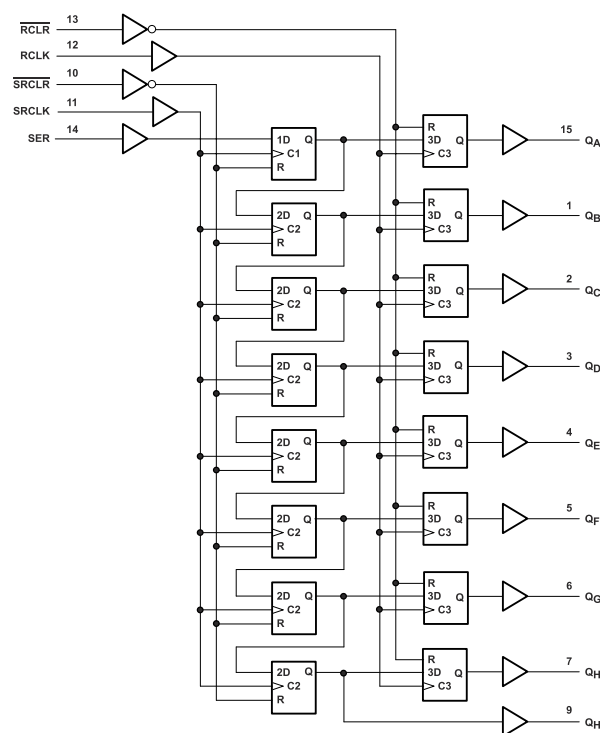 RCLR 13
RCLK 12
SRCLR 10
SRCLK 11
SER 14
1D Q C1 R
R 3D Q C3
15 QA
2D Q C2 R
R 3D Q C3
1 QB
2D Q C2 R
R 3D Q C3
2 QC
2D Q C2 R
R 3D Q C3
3 QD
2D Q C2 R
R 3D Q C3
4 QE
2D Q C2 R
R 3D Q C3
5 QF
2D Q C2 R
R 3D Q C3
6 QG
2D Q C2 R
R 3D Q C3
7 QH
9 QH